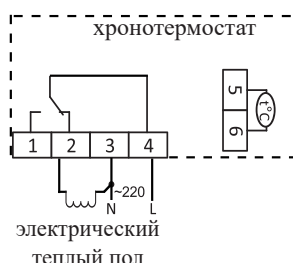 хронотермостат
5
t°C
6
1 2 3 4
~220
N L
электрический
теплый пол